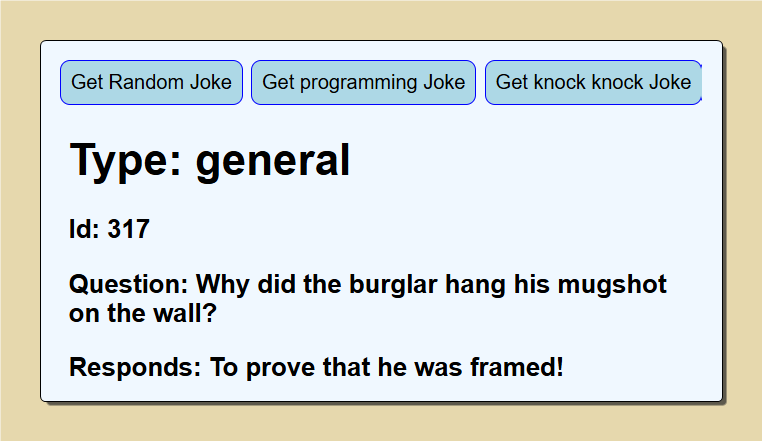 Get Random Joke
Get programming Joke
Get knock knock Joke
Type: general
Id: 317
Question: Why did the burglar hang his mugshot
on the wall?
Responds: To prove that he was framed!